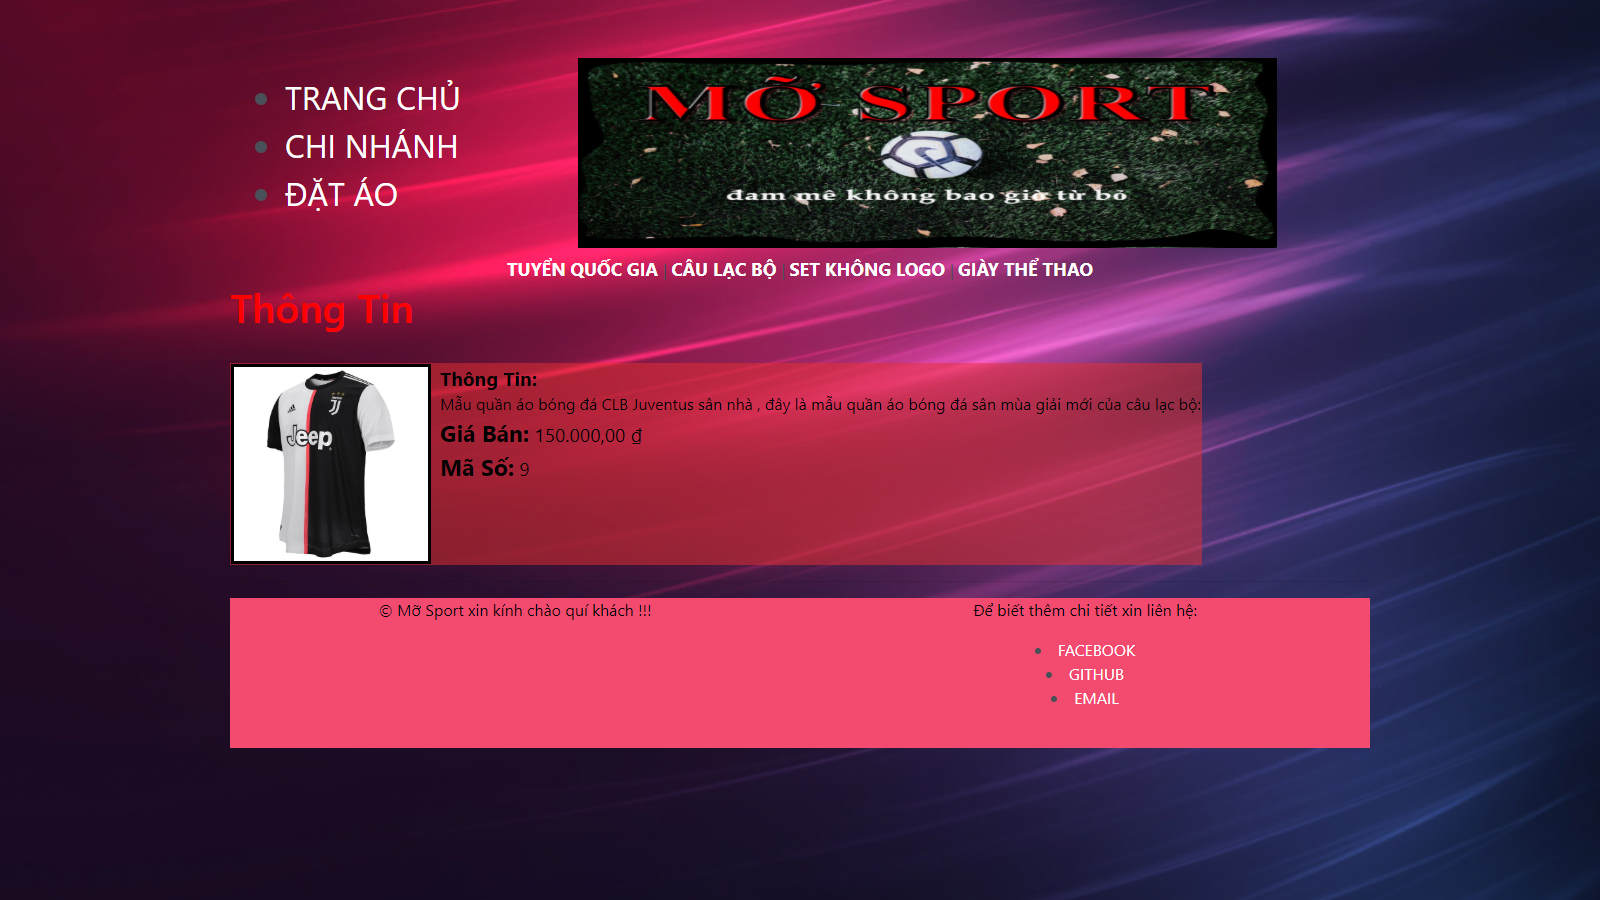 TRANG CHỦ
CHI NHÁNH
ĐẶT ÁO
MỠ SPORT
đam mê không bao giờ từ bỏ
TUYỂN QUỐC GIA | CÂU LẠC BỘ | SET KHÔNG LOGO | GIÀY THỂ THAO
Thông Tin
Jeep
Thông Tin:
Mẫu quần áo bóng đá CLB Juventus sân nhà , đây là mẫu quần áo bóng đá sân mùa giải mới của câu lạc bộ:
Giá Bán: 150.000,00 ₫
Mã Số: 9
© Mỡ Sport xin kính chào quí khách !!!
Để biết thêm chi tiết xin liên hệ:
FACEBOOK
GITHUB
EMAIL